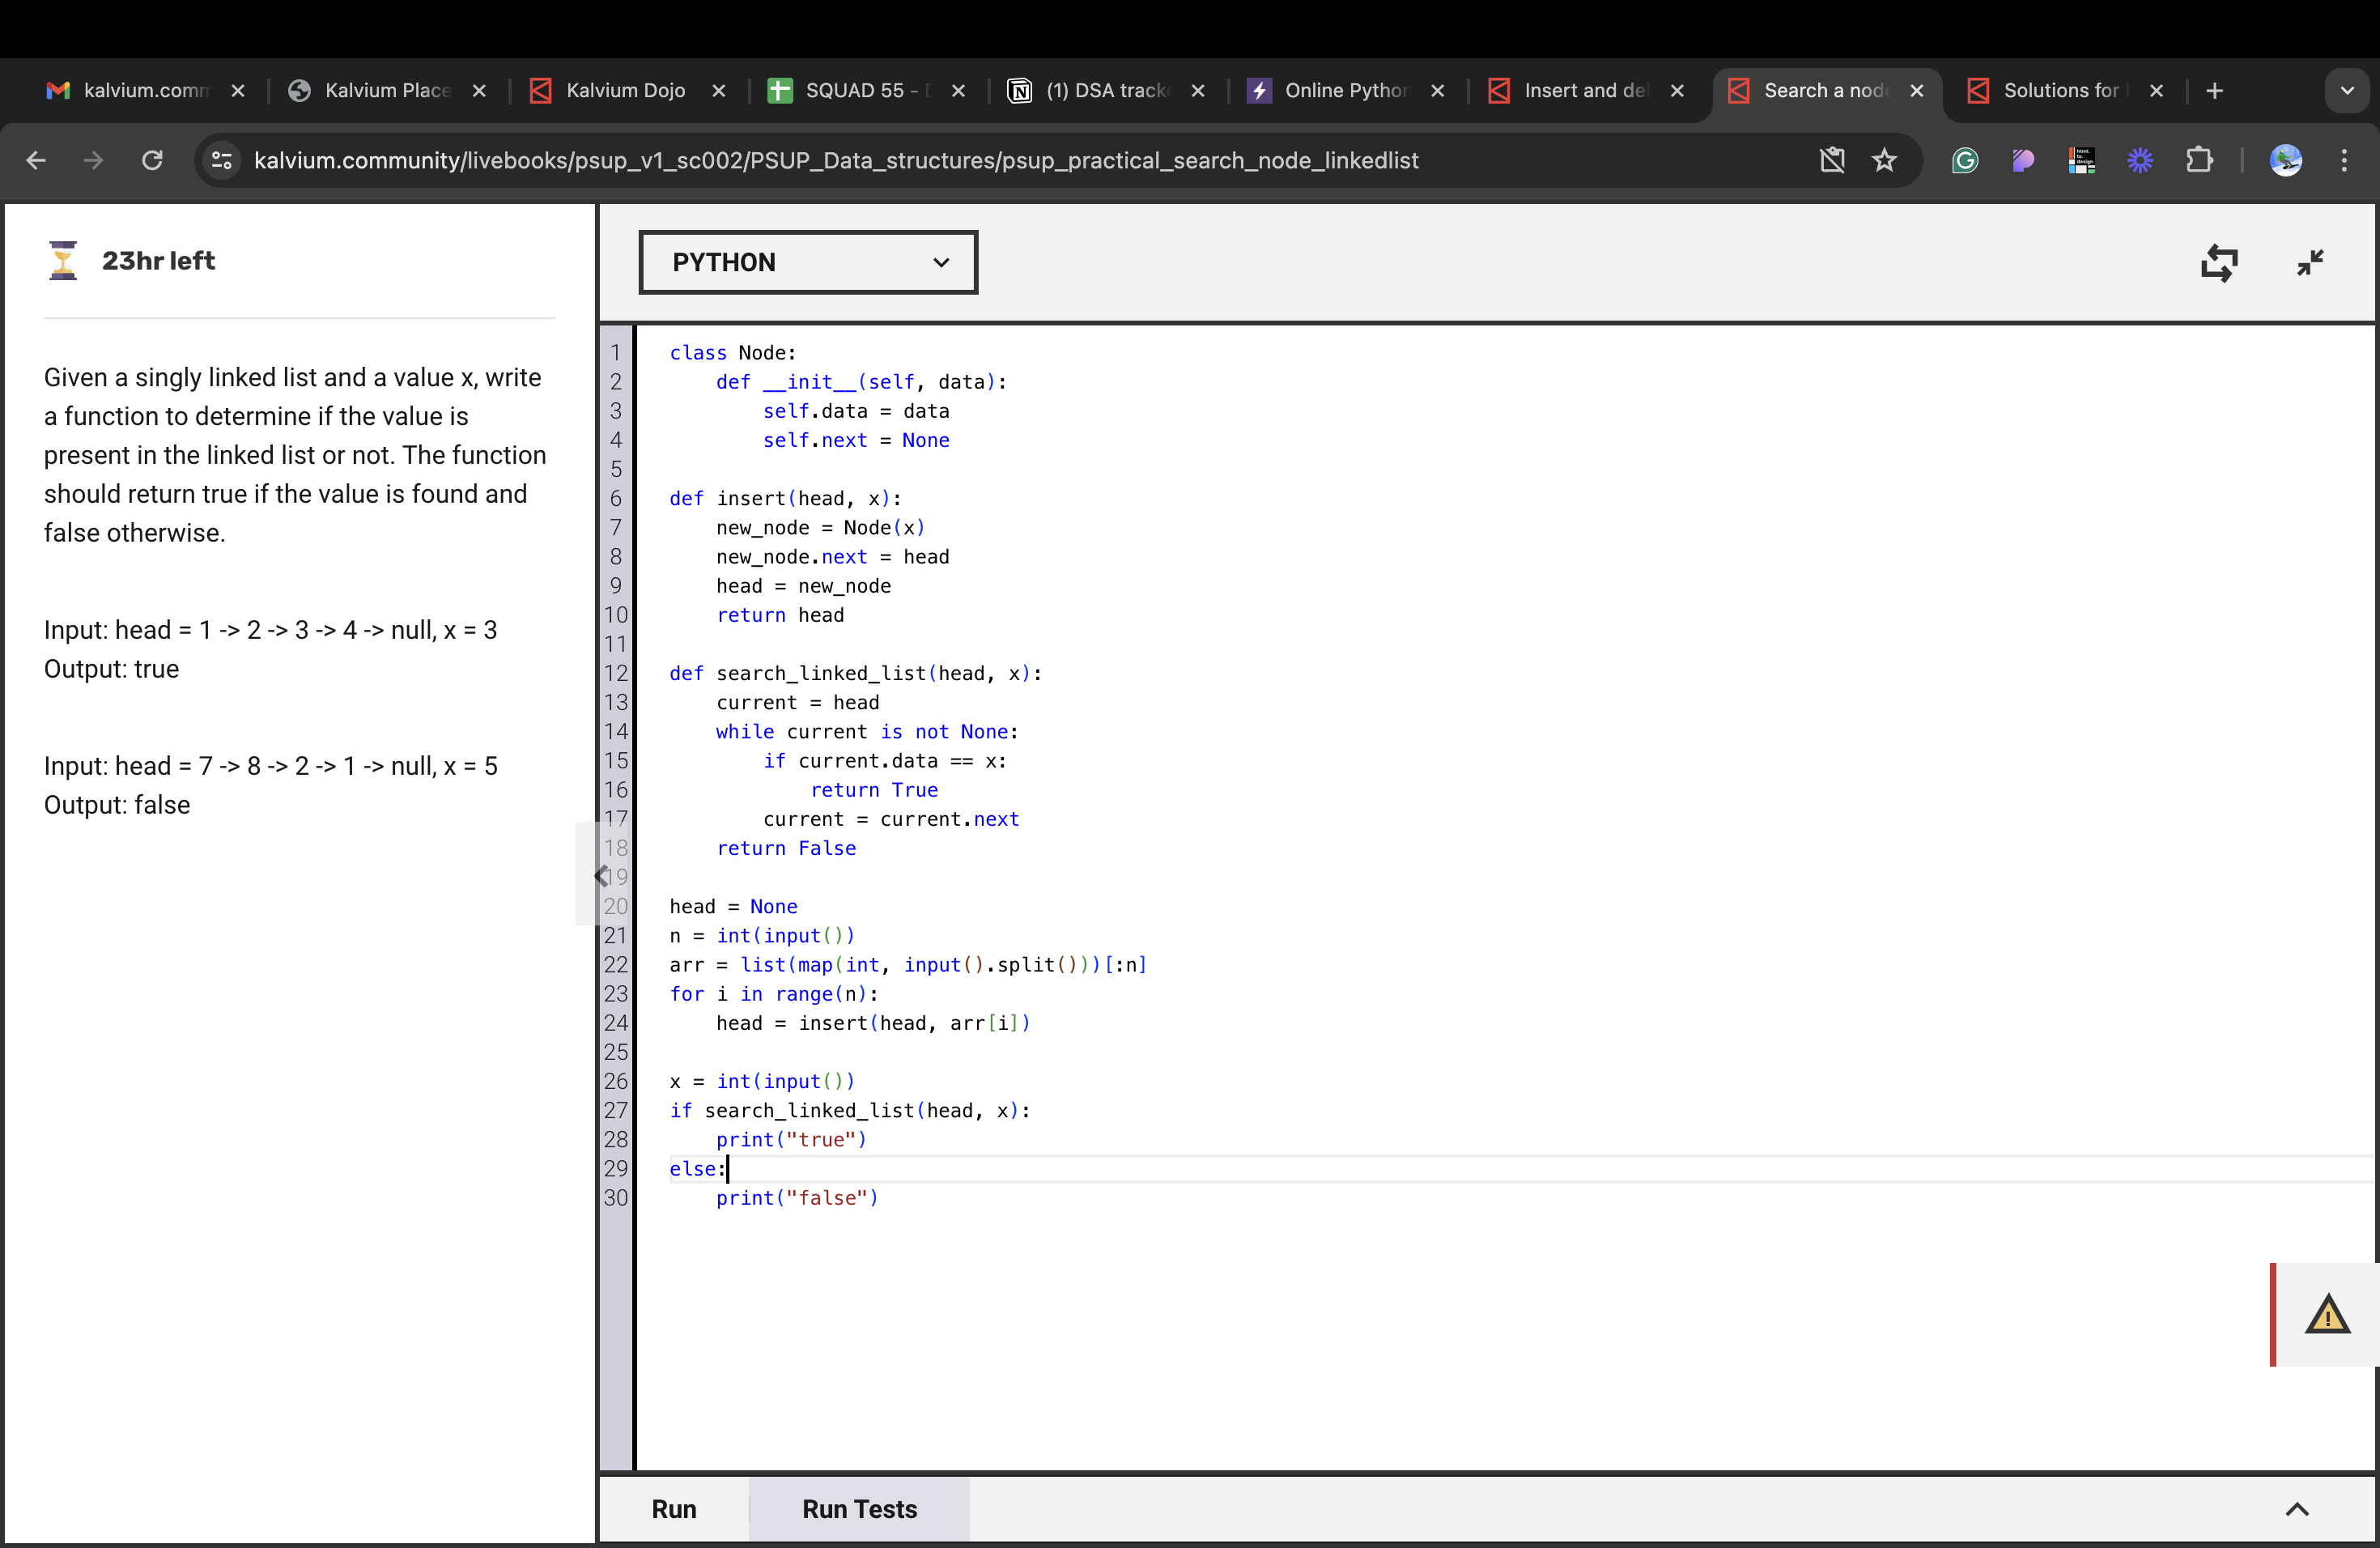 kalvium.comm
Kalvium Place
Kalvium Dojo
SQUAD 55 - D
(1) DSA track
Online Python
Insert and del
Search a node
Solutions for
kalvium.community/livebooks/psup_v1_sc002/PSUP_Data_structures/psup_practical_search_node_linkedlist
23hr left
Given a singly linked list and a value x, write
a function to determine if the value is
present in the linked list or not. The function
should return true if the value is found and
false otherwise.
Input: head = 1 -> 2 -> 3 -> 4 -> null, x = 3
Output: true
Input: head = 7 -> 8 -> 2 -> 1 -> null, x = 5
Output: false
PYTHON
1 class Node:
2     def __init__(self, data):
3         self.data = data
4         self.next = None
5
6 def insert(head, x):
7     new_node = Node(x)
8     new_node.next = head
9     head = new_node
10     return head
11
12 def search_linked_list(head, x):
13     current = head
14     while current is not None:
15         if current.data == x:
16             return True
17         current = current.next
18     return False
19
20 head = None
21 n = int(input())
22 arr = list(map(int, input().split()))[:n]
23 for i in range(n):
24     head = insert(head, arr[i])
25
26 x = int(input())
27 if search_linked_list(head, x):
28     print("true")
29 else:
30     print("false")
Run
Run Tests